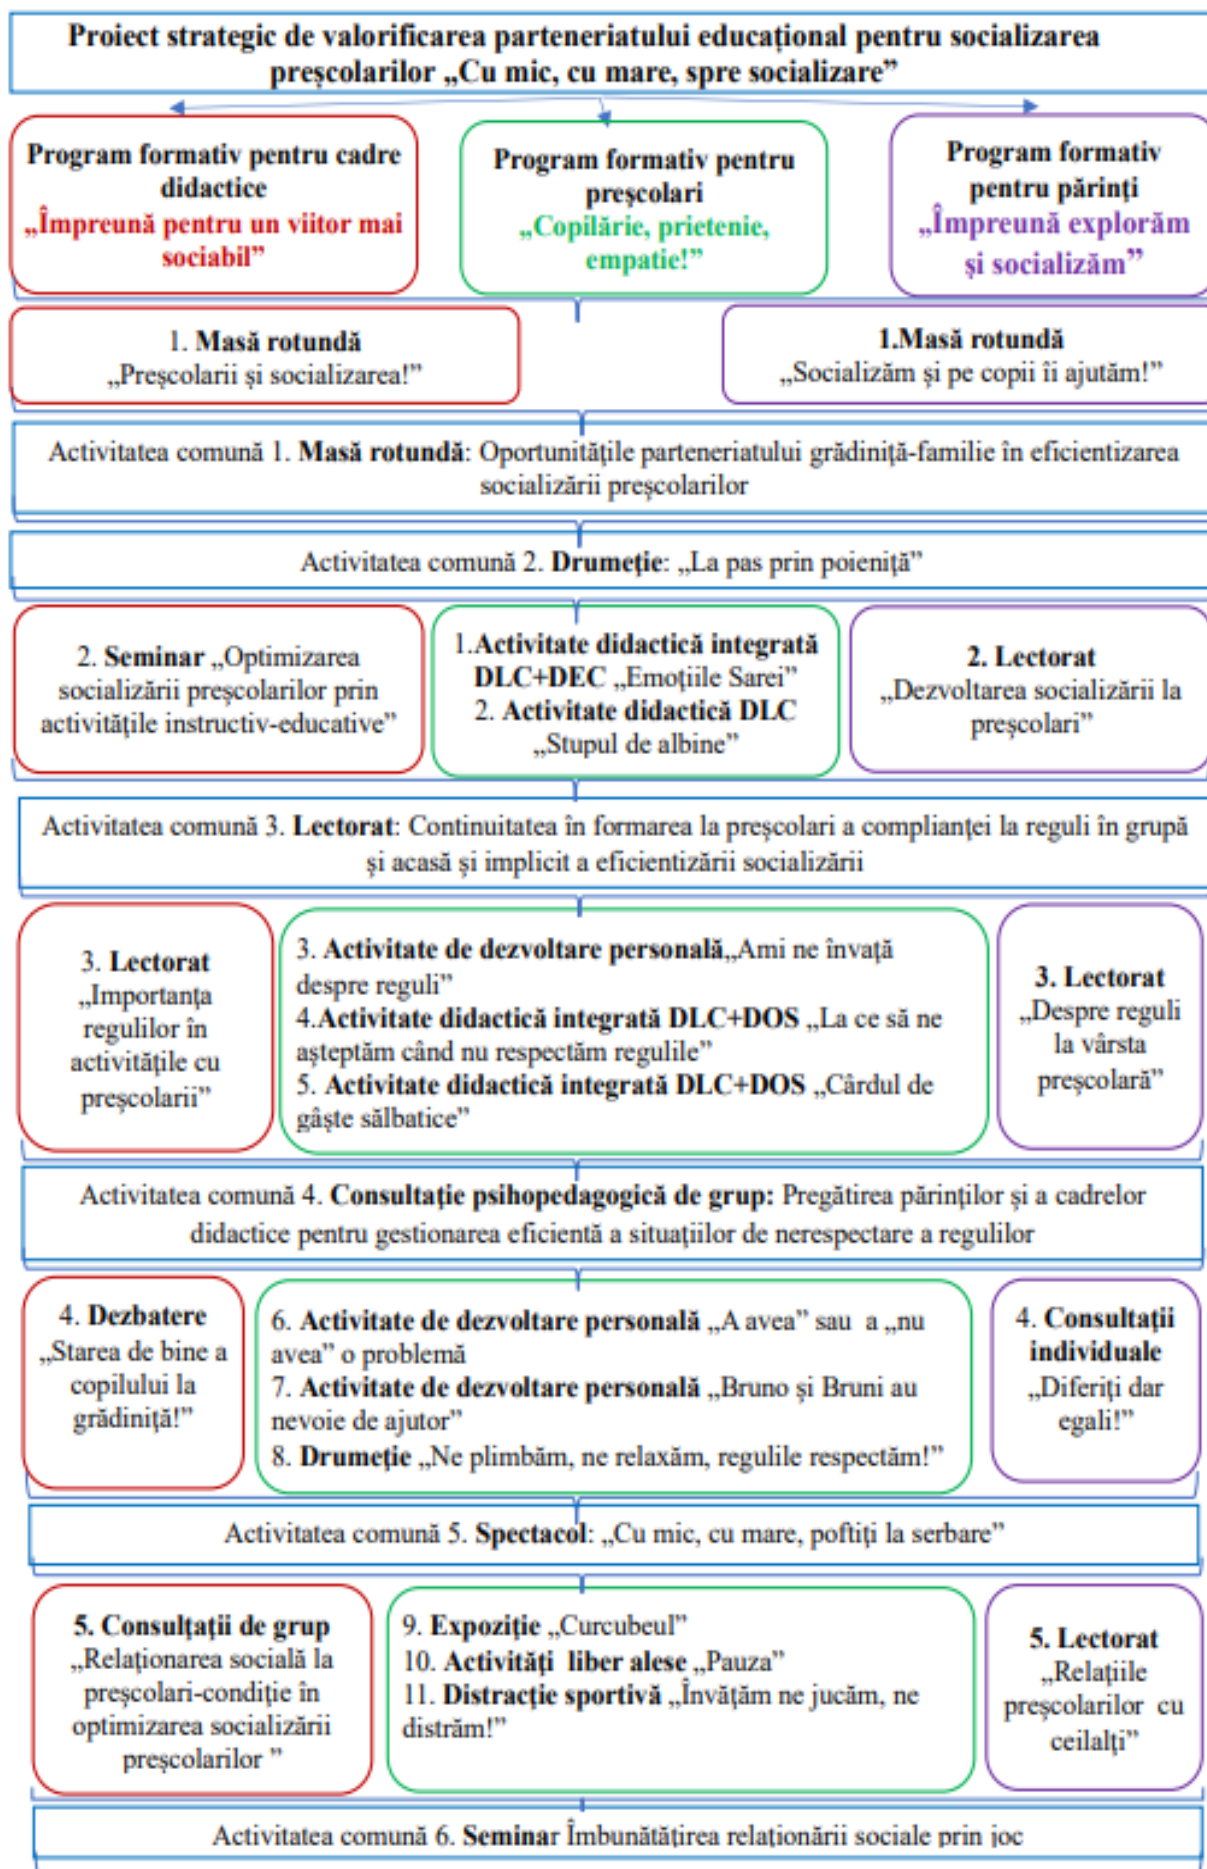 Proiect strategic de valorificarea parteneriatului educațional pentru socializarea
preșcolarilor „Cu mic, cu mare, spre socializare”
Program formativ pentru cadre
didactice
„Împreună pentru un viitor mai
sociabil”
Program formativ pentru
preșcolari
„Copilărie, prietenie,
empatie!”
Program formativ
pentru părinți
„Împreună explorăm
și socializăm”
1. Masă rotundă
„Preșcolarii și socializarea!”
1.Masă rotundă
„Socializăm și pe copii îi ajutăm!”
Activitatea comună 1. Masă rotundă: Oportunitățile parteneriatului grădiniță-familie în eficientizarea
socializării preșcolarilor
Activitatea comună 2. Drumeție: „La pas prin poieniță”
2. Seminar „Optimizarea
socializării preșcolarilor prin
activitățile instructiv-educative”
1.Activitate didactică integrată
DLC+DEC „Emoțiile Sarei”
2. Activitate didactică DLC
„Stupul de albine”
2. Lectorat
„Dezvoltarea socializării la
preșcolari”
Activitatea comună 3. Lectorat: Continuitatea în formarea la preșcolari a complianței la reguli în grupă
și acasă și implicit a eficientizării socializării
3. Lectorat
„Importanța
regulilor în
activitățile cu
preșcolarii”
3. Activitate de dezvoltare personală„Ami ne învață
despre reguli”
4.Activitate didactică integrată DLC+DOS „La ce să ne
așteptăm când nu respectăm regulile”
5. Activitate didactică integrată DLC+DOS „Cârdul de
gâște sălbatice”
3. Lectorat
„Despre reguli
la vârsta
preșcolară”
Activitatea comună 4. Consultație psihopedagogică de grup: Pregătirea părinților și a cadrelor
didactice pentru gestionarea eficientă a situațiilor de nerespectare a regulilor
4. Dezbatere
„Starea de bine a
copilului la
grădiniță!”
6. Activitate de dezvoltare personală „A avea” sau a „nu
avea” o problemă
7. Activitate de dezvoltare personală „Bruno și Bruni au
nevoie de ajutor”
8. Drumeție „Ne plimbăm, ne relaxăm, regulile respectăm!”
4. Consultații
individuale
„Diferiți dar
egali!”
Activitatea comună 5. Spectacol: „Cu mic, cu mare, poftiți la serbare”
5. Consultații de grup
„Relaționarea socială la
preșcolari-condiție în
optimizarea socializării
preșcolarilor ”
9. Expoziție „Curcubeul”
10. Activități liber alese „Pauza”
11. Distracție sportivă „Învățăm ne jucăm, ne
distrăm!”
5. Lectorat
„Relațiile
preșcolarilor cu
ceilalți”
Activitatea comună 6. Seminar Îmbunătățirea relaționării sociale prin joc